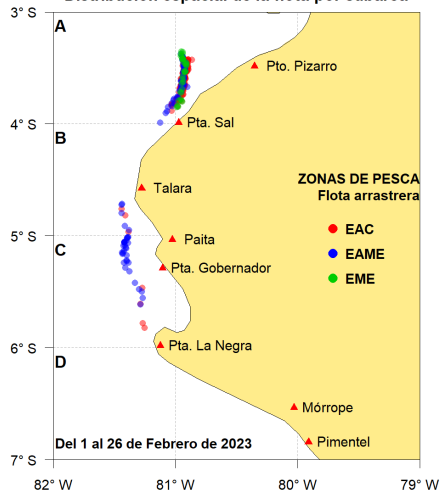 Distribución espacial de la flota por subárea
3° S
A
Pto. Pizarro
4° S
Pta. Sal
B
ZONAS DE PESCA
Flota arrastrera
Talara
EAC
5° S
Paita
C
EAME
Pta. Gobernador
EME
6° S
Pta. La Negra
D
Mórrope
Del 1 al 26 de Febrero de 2023
Pimentel
7° S
82° W
81° W
80° W
79° W